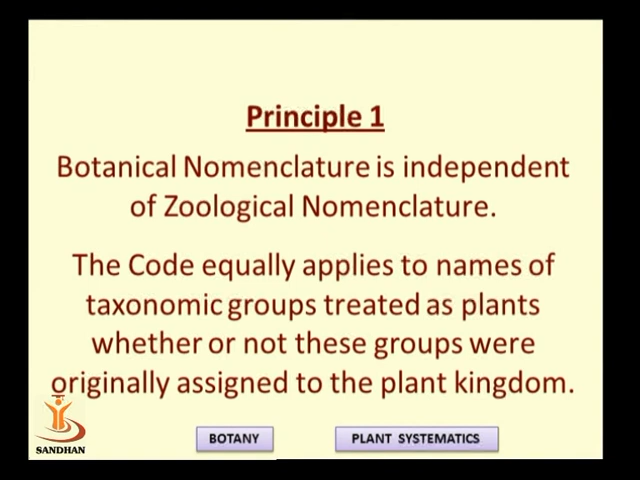 Principle 1
Botanical Nomenclature is independent
of Zoological Nomenclature.
The Code equally applies to names of
taxonomic groups treated as plants
whether or not these groups were
originally assigned to the plant kingdom.
SANDHAN
BOTANY
PLANT SYSTEMATICS